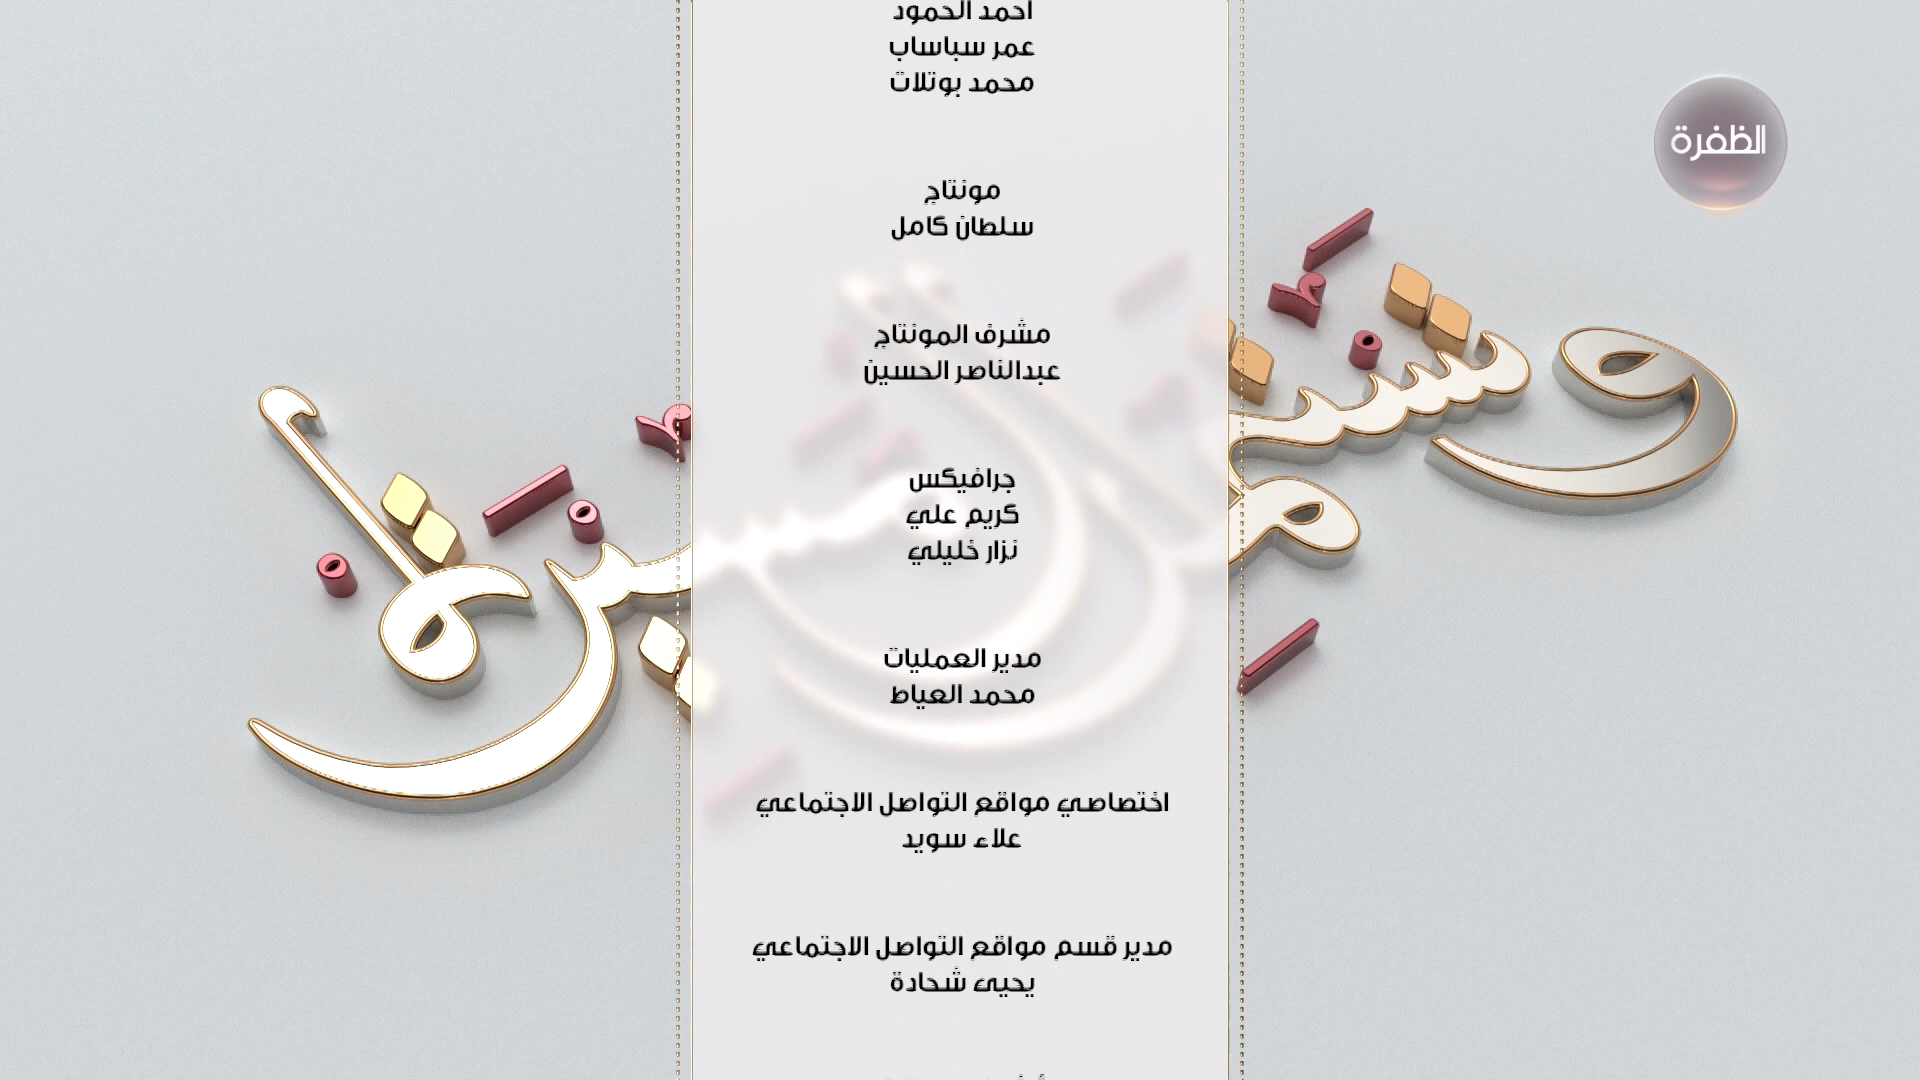 احمد الحمود
عمر سباساب
محمد بوتلات
الظفرة
مونتاج
سلطان كامل
مشرف المونتاج
عبدالناصر الحسين
جرافيكس
كريم علي
نزار خليلي
مدير العمليات
محمد العياط
اختصاصي مواقع التواصل الاجتماعي
علاء سويد
مدير قسم مواقع التواصل الاجتماعي
يحيى شحادة